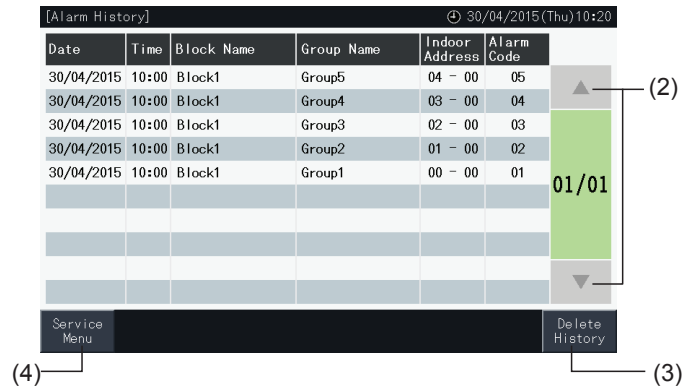 [Alarm History] 30/04/2015(Thu)10:20
Date Time Block Name Group Name Indoor Address Alarm Code
30/04/2015 10:00 Block1 Group5 04 - 00 05
30/04/2015 10:00 Block1 Group4 03 - 00 04
30/04/2015 10:00 Block1 Group3 02 - 00 03
30/04/2015 10:00 Block1 Group2 01 - 00 02
30/04/2015 10:00 Block1 Group1 00 - 00 01
01/01
(2)
Service Menu
Delete History
(4)
(3)